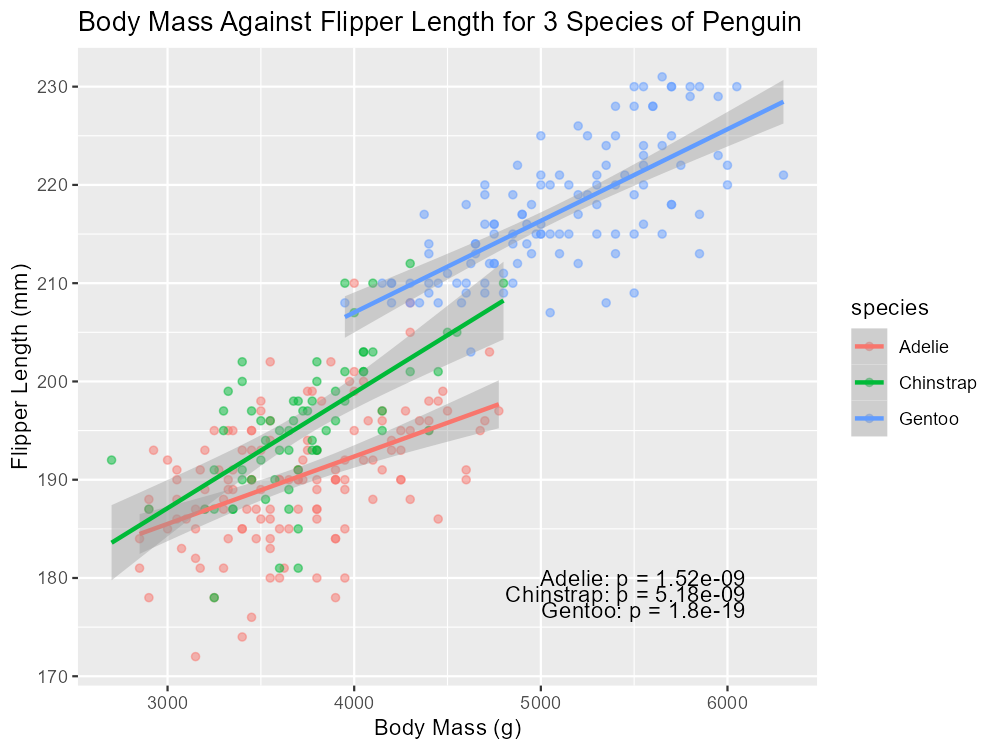 Body Mass Against Flipper Length for 3 Species of Penguin
230
220
210
200
190
180
170
Flipper Length (mm)
Adelie: p = 1.52e-09
Chinstrap: p = 5.18e-09
Gentoo: p = 1.8e-19
3000 4000 5000 6000
Body Mass (g)
species
Adelie
Chinstrap
Gentoo